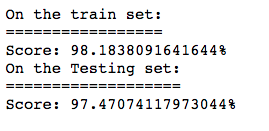 On the train set:
=================
Score: 98.1838091641644%
On the Testing set:
===================
Score: 97.47074117973044%